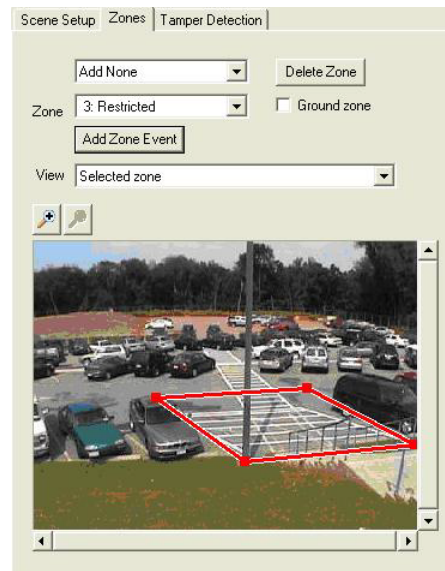 Scene Setup Zones Tamper Detection
Add None Delete Zone
Zone 3: Restricted Ground zone
Add Zone Event
View Selected zone